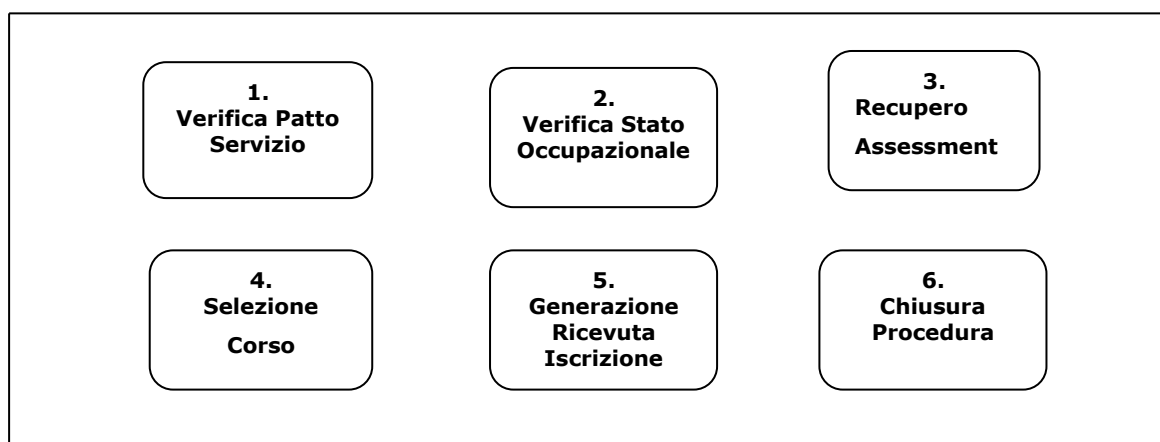 1.
Verifica Patto
Servizio
2.
Verifica Stato
Occupazionale
3.
Recupero
Assessment
4.
Selezione
Corso
5.
Generazione
Ricevuta
Iscrizione
6.
Chiusura
Procedura